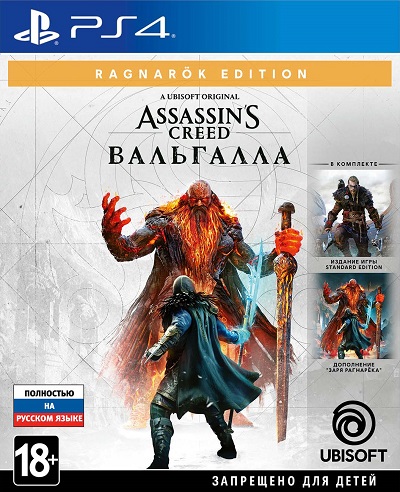 PS4
RAGNARÖK EDITION
A UBISOFT ORIGINAL
ASSASSIN'S
CREED
ВАЛЬГАЛЛА
В КОМПЛЕКТЕ
ИЗДАНИЕ ИГРЫ
STANDARD EDITION
ДОПОЛНЕНИЕ
"ЗАРЯ РАГНАРЁКА"
ПОЛНОСТЬЮ
НА
РУССКОМ ЯЗЫКЕ
18+
UBISOFT
ЗАПРЕЩЕНО ДЛЯ ДЕТЕЙ